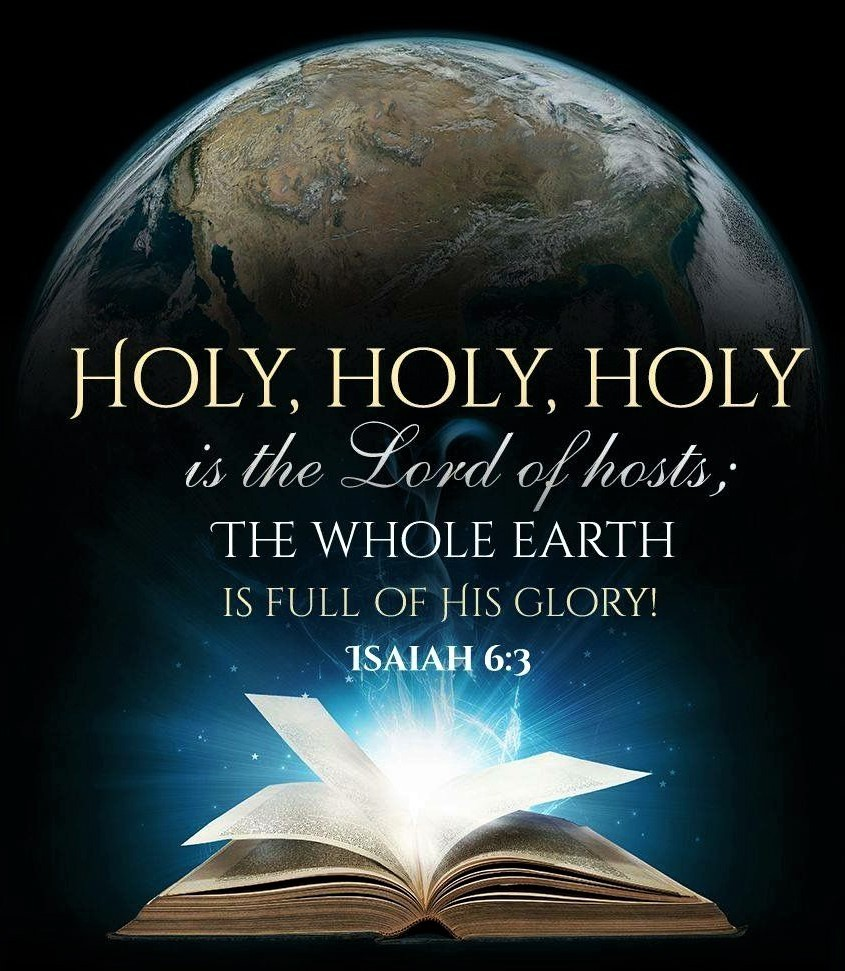 Holy, holy, holy
is the Lord of hosts;
The whole earth
is full of His glory!
Isaiah 6:3